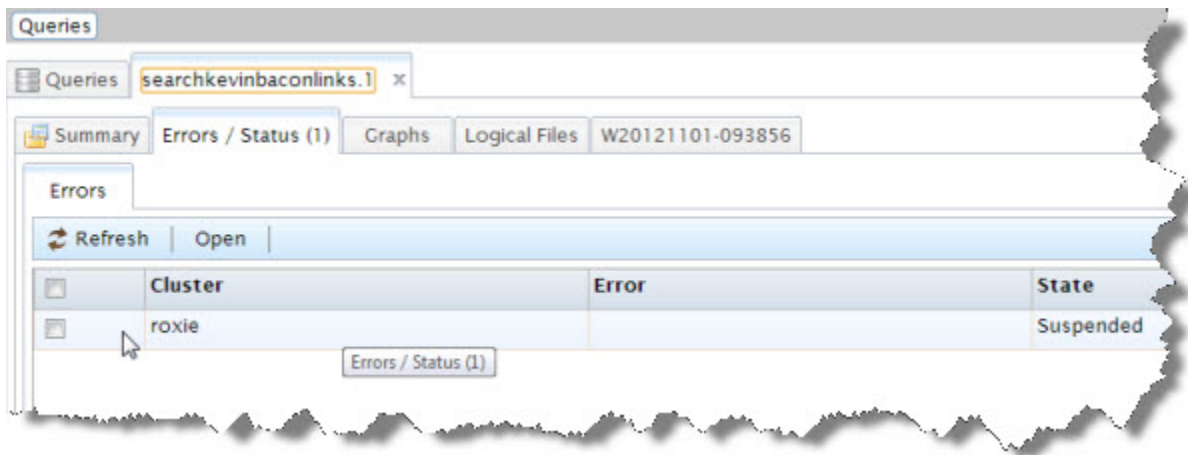 Queries
Queries searchkevinbaconlinks.1 x
Summary Errors / Status (1) Graphs Logical Files W20121101-093856
Errors
Refresh Open
Cluster Error State
roxie Suspended
Errors / Status (1)